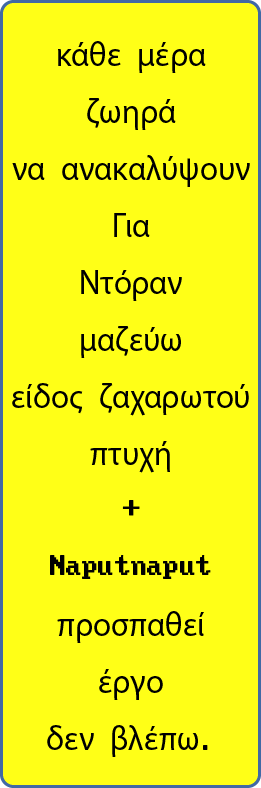 κάθε μέρα
ζωηρά
να ανακαλύψουν
Για
Ντόραν
μαζεύω
είδος ζαχαρωτού
πτυχή
+
Naputnaput
προσπαθεί
έργο
δεν βλέπω.